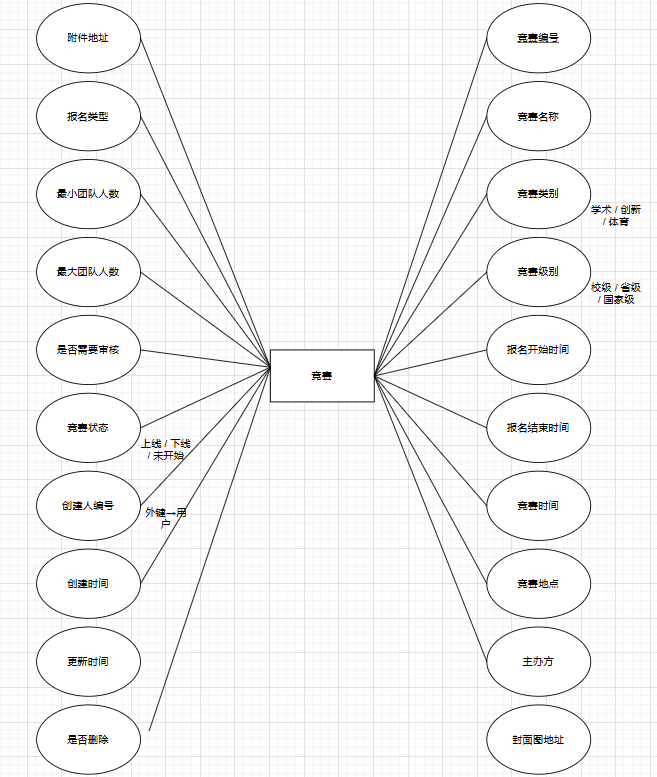 附件地址
报名类型
最小团队人数
最大团队人数
是否需要审核
竞赛状态
上线 / 下线
/ 未开始
创建人编号
外键→用
户
创建时间
更新时间
是否删除
竞赛
竞赛编号
竞赛名称
竞赛类别
学术 / 创新
/ 体育
竞赛级别
校级 / 省级
/ 国家级
报名开始时间
报名结束时间
竞赛时间
竞赛地点
主办方
封面图地址